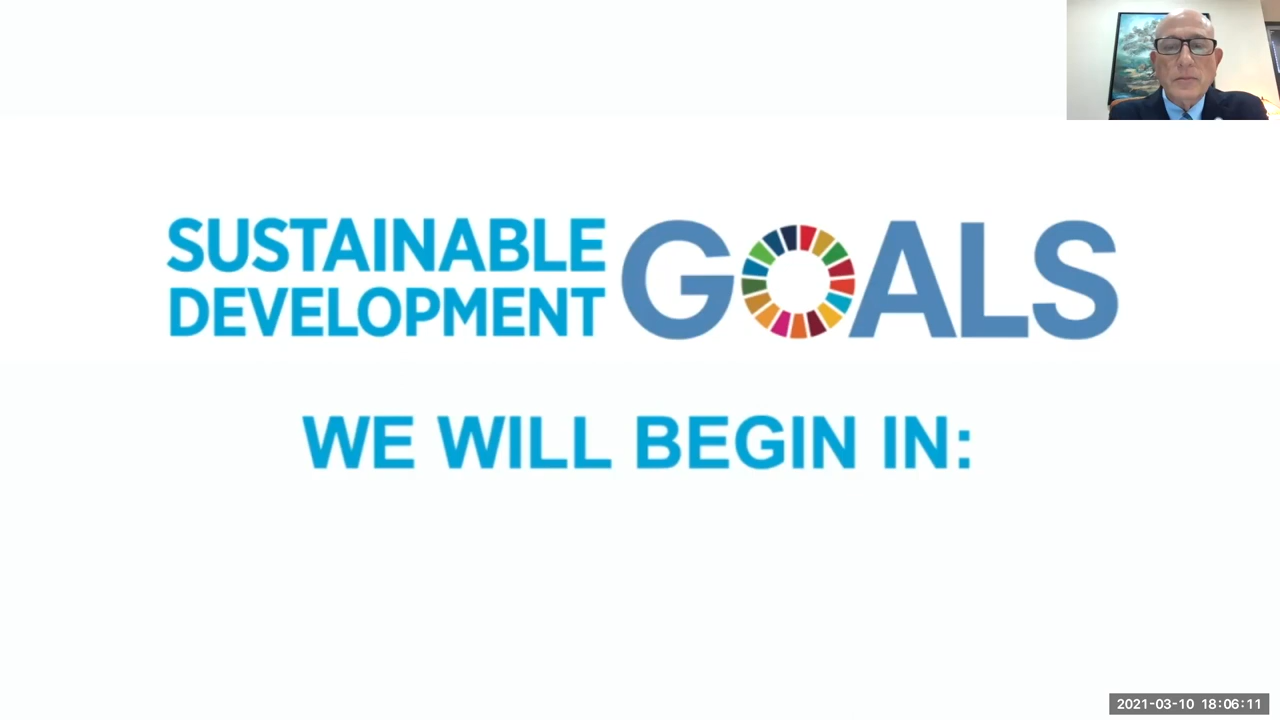 SUSTAINABLE
DEVELOPMENT
GOALS
WE WILL BEGIN IN:
2021-03-10 18:06:11